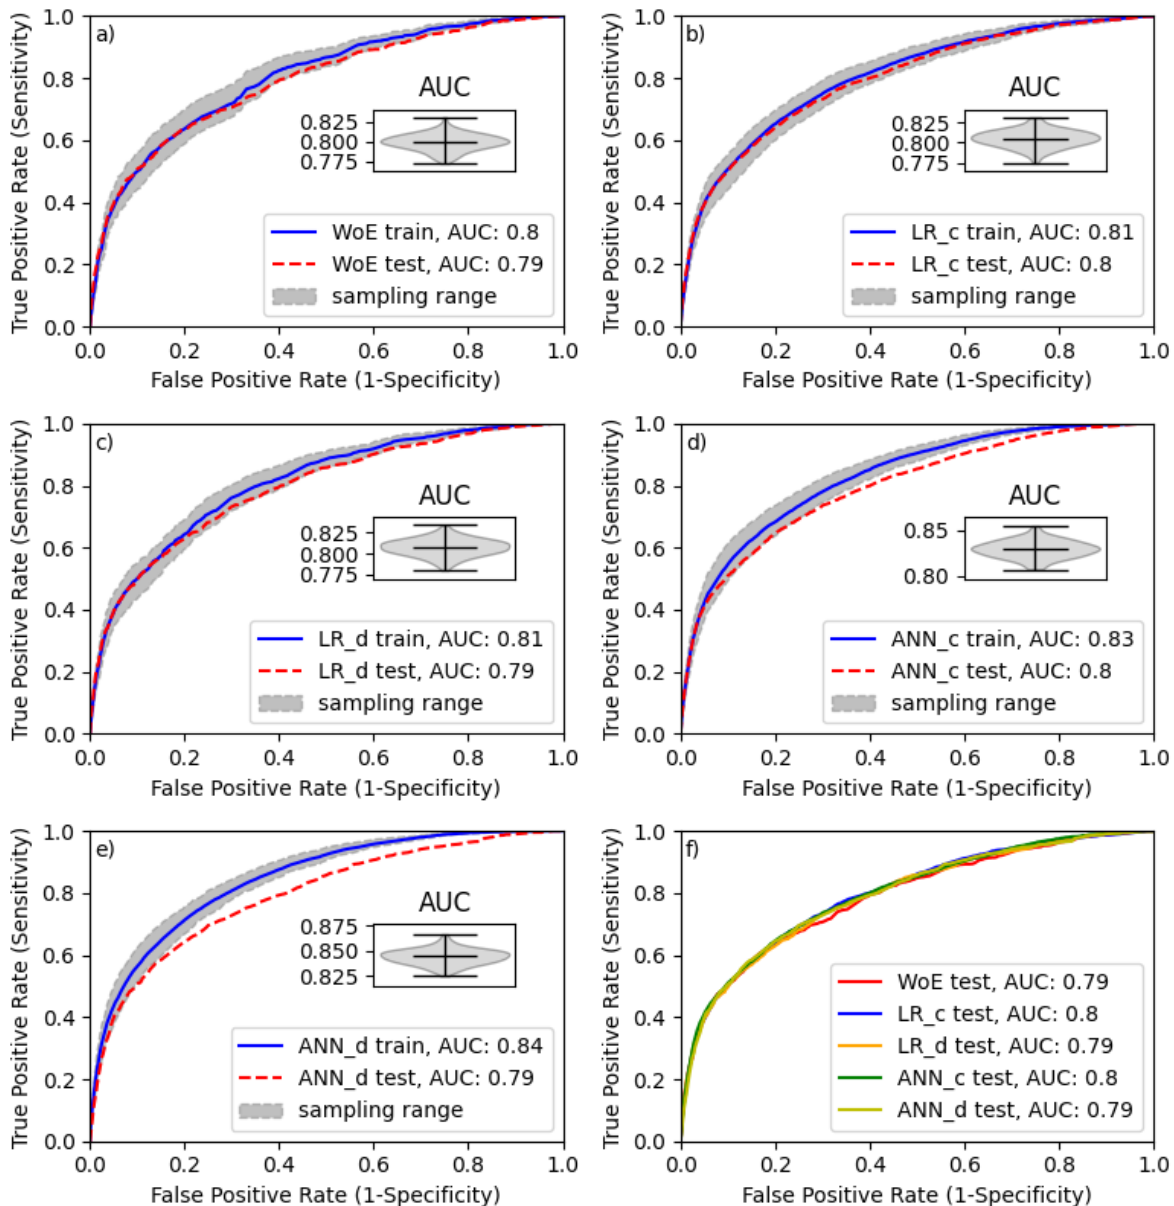 a)
True Positive Rate (Sensitivity)
1.0
0.8
0.6
0.4
0.2
0.0
AUC
0.825
0.800
0.775
WoE train, AUC: 0.8
WoE test, AUC: 0.79
sampling range
0.0 0.2 0.4 0.6 0.8 1.0
False Positive Rate (1-Specificity)
b)
True Positive Rate (Sensitivity)
1.0
0.8
0.6
0.4
0.2
0.0
AUC
0.825
0.800
0.775
LR_c train, AUC: 0.81
LR_c test, AUC: 0.8
sampling range
0.0 0.2 0.4 0.6 0.8 1.0
False Positive Rate (1-Specificity)
c)
True Positive Rate (Sensitivity)
1.0
0.8
0.6
0.4
0.2
0.0
AUC
0.825
0.800
0.775
LR_d train, AUC: 0.81
LR_d test, AUC: 0.79
sampling range
0.0 0.2 0.4 0.6 0.8 1.0
False Positive Rate (1-Specificity)
d)
True Positive Rate (Sensitivity)
1.0
0.8
0.6
0.4
0.2
0.0
AUC
0.85
0.80
ANN_c train, AUC: 0.83
ANN_c test, AUC: 0.8
sampling range
0.0 0.2 0.4 0.6 0.8 1.0
False Positive Rate (1-Specificity)
e)
True Positive Rate (Sensitivity)
1.0
0.8
0.6
0.4
0.2
0.0
AUC
0.875
0.850
0.825
ANN_d train, AUC: 0.84
ANN_d test, AUC: 0.79
sampling range
0.0 0.2 0.4 0.6 0.8 1.0
False Positive Rate (1-Specificity)
f)
True Positive Rate (Sensitivity)
1.0
0.8
0.6
0.4
0.2
0.0
WoE test, AUC: 0.79
LR_c test, AUC: 0.8
LR_d test, AUC: 0.79
ANN_c test, AUC: 0.8
ANN_d test, AUC: 0.79
0.0 0.2 0.4 0.6 0.8 1.0
False Positive Rate (1-Specificity)